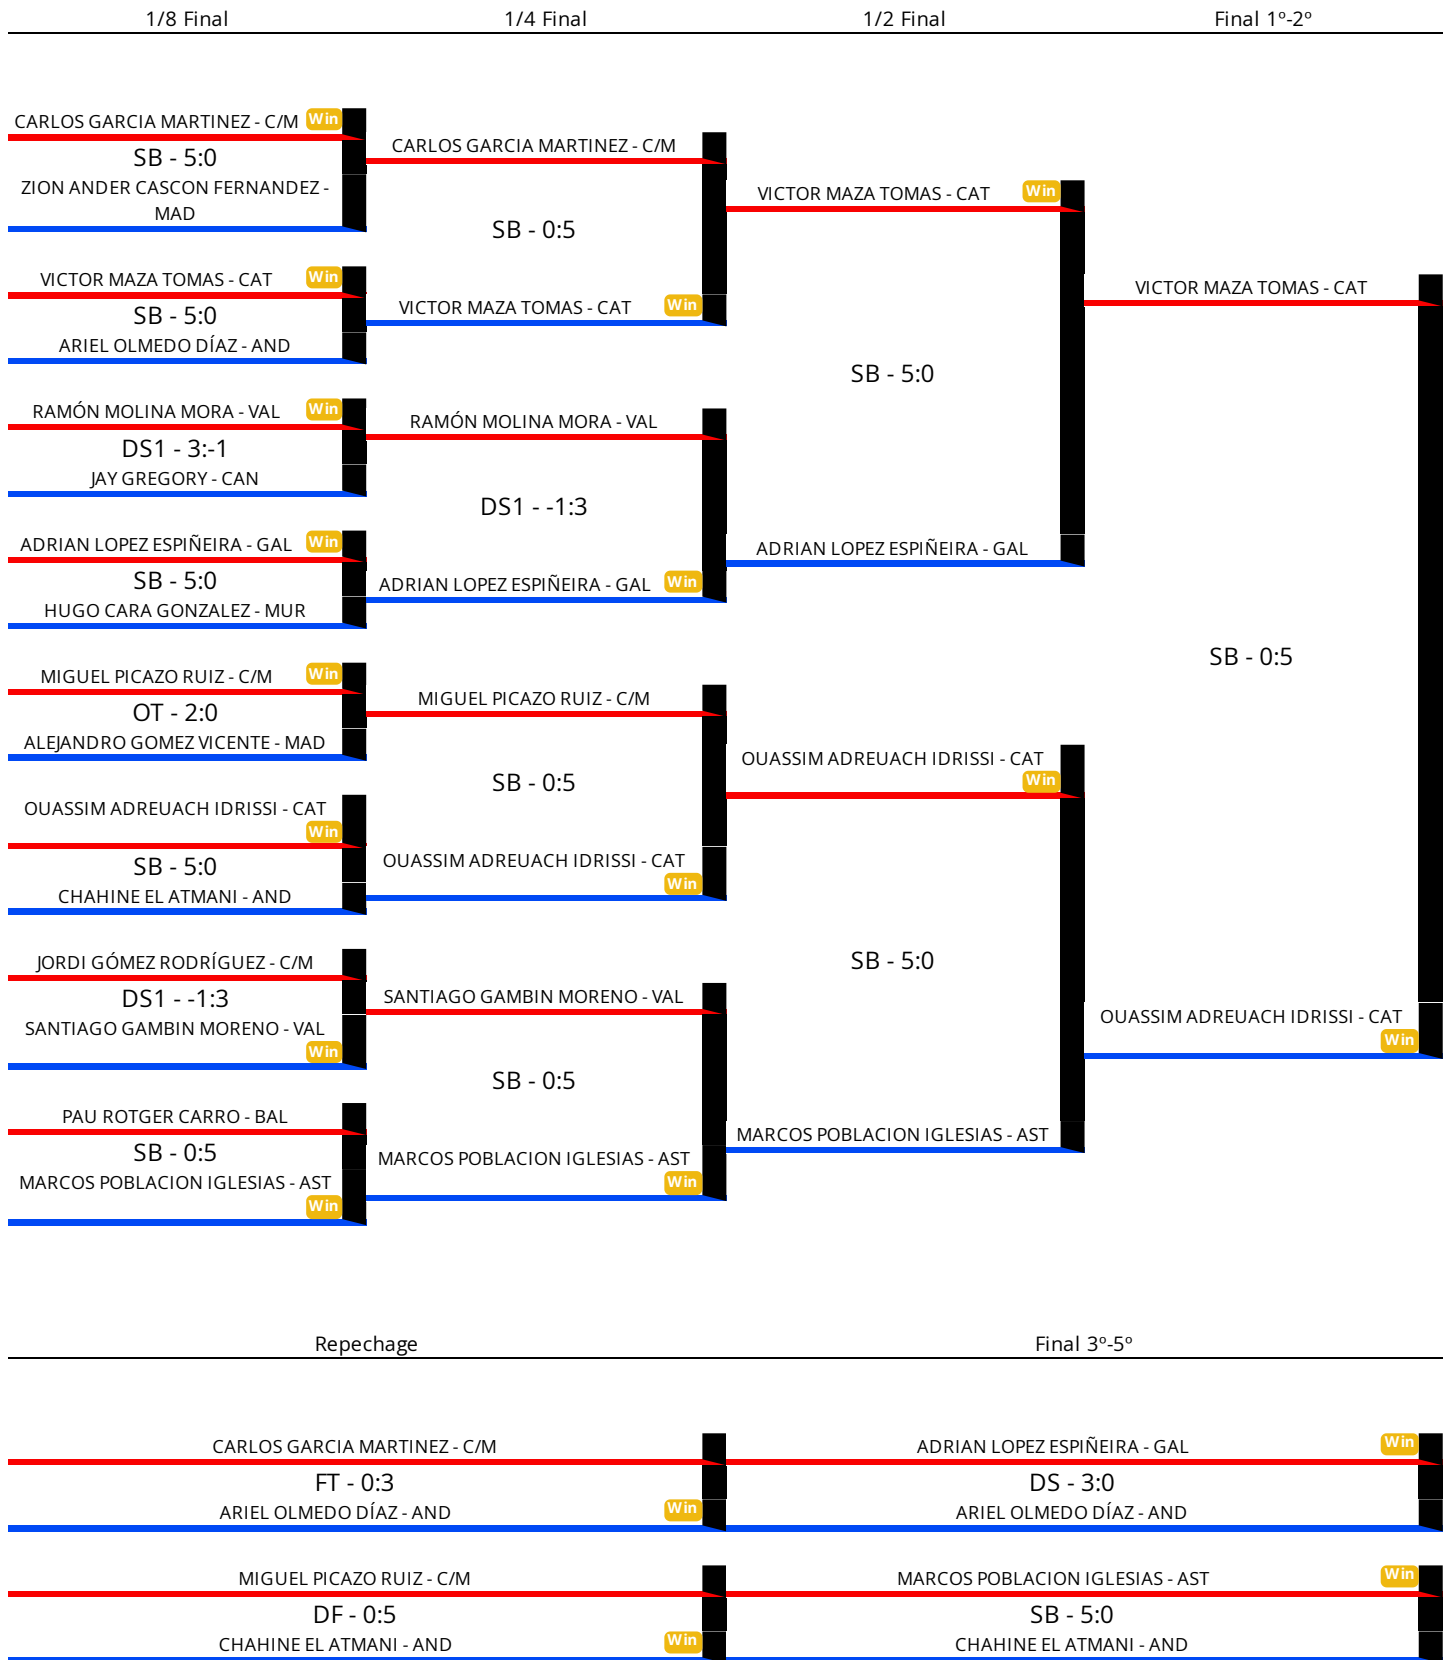 1/8 Final
1/4 Final
1/2 Final
Final 1º-2º
CARLOS GARCIA MARTINEZ - C/M Win
SB - 5:0
ZION ANDER CASCON FERNANDEZ -
MAD
VICTOR MAZA TOMAS - CAT Win
SB - 5:0
ARIEL OLMEDO DÍAZ - AND
RAMÓN MOLINA MORA - VAL Win
DS1 - 3:-1
JAY GREGORY - CAN
ADRIAN LOPEZ ESPIÑEIRA - GAL Win
SB - 5:0
HUGO CARA GONZALEZ - MUR
MIGUEL PICAZO RUIZ - C/M Win
OT - 2:0
ALEJANDRO GOMEZ VICENTE - MAD
OUASSIM ADREUACH IDRISSI - CAT
Win
SB - 5:0
CHAHINE EL ATMANI - AND
JORDI GÓMEZ RODRÍGUEZ - C/M
DS1 - -1:3
SANTIAGO GAMBIN MORENO - VAL
Win
PAU ROTGER CARRO - BAL
SB - 0:5
MARCOS POBLACION IGLESIAS - AST
Win
CARLOS GARCIA MARTINEZ - C/M
SB - 0:5
VICTOR MAZA TOMAS - CAT Win
RAMÓN MOLINA MORA - VAL
DS1 - -1:3
ADRIAN LOPEZ ESPIÑEIRA - GAL Win
MIGUEL PICAZO RUIZ - C/M
SB - 0:5
OUASSIM ADREUACH IDRISSI - CAT
Win
SANTIAGO GAMBIN MORENO - VAL
SB - 0:5
MARCOS POBLACION IGLESIAS - AST
Win
VICTOR MAZA TOMAS - CAT Win
SB - 5:0
ADRIAN LOPEZ ESPIÑEIRA - GAL
OUASSIM ADREUACH IDRISSI - CAT
Win
SB - 5:0
MARCOS POBLACION IGLESIAS - AST
VICTOR MAZA TOMAS - CAT
SB - 0:5
OUASSIM ADREUACH IDRISSI - CAT
Win
Repechage
Final 3º-5º
CARLOS GARCIA MARTINEZ - C/M
FT - 0:3
ARIEL OLMEDO DÍAZ - AND Win
MIGUEL PICAZO RUIZ - C/M
DF - 0:5
CHAHINE EL ATMANI - AND Win
ADRIAN LOPEZ ESPIÑEIRA - GAL Win
DS - 3:0
ARIEL OLMEDO DÍAZ - AND
MARCOS POBLACION IGLESIAS - AST Win
SB - 5:0
CHAHINE EL ATMANI - AND